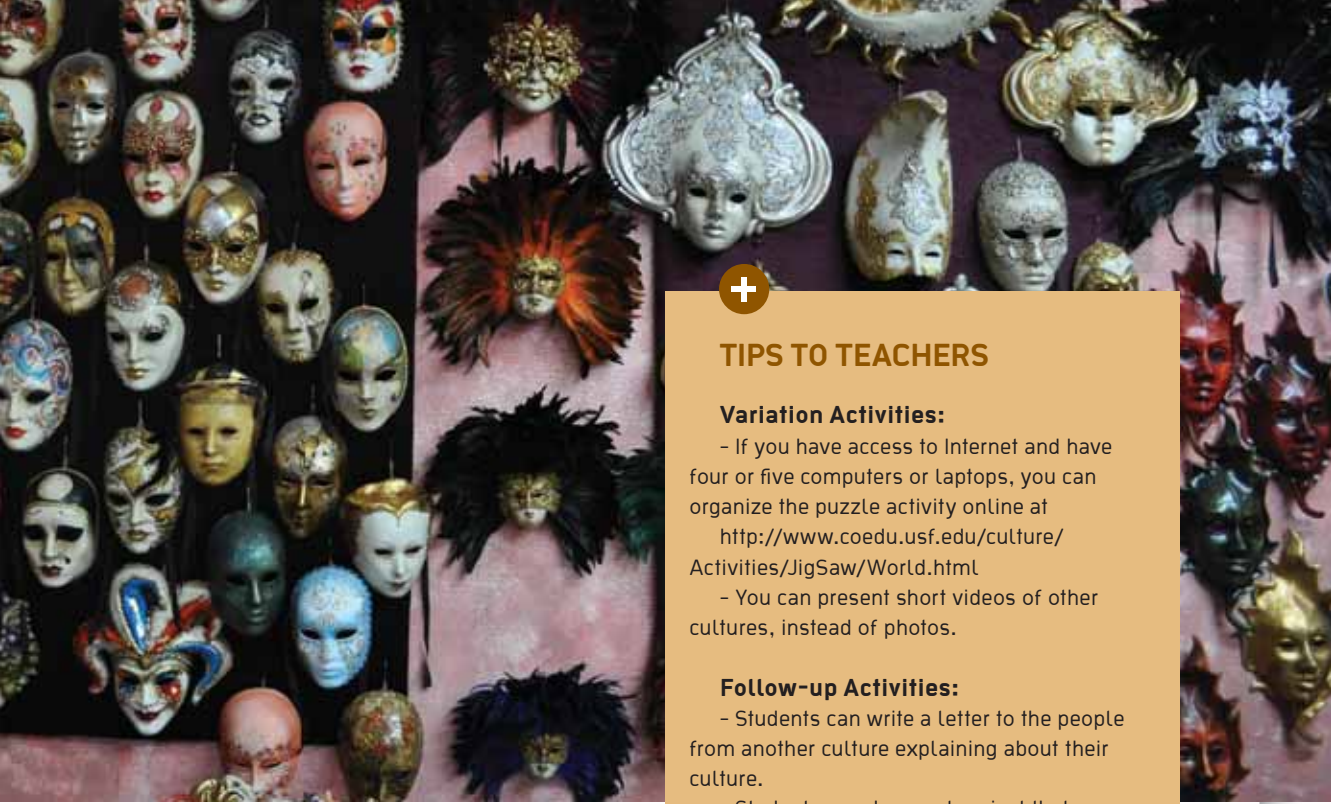 TIPS TO TEACHERS
Variation Activities:
– If you have access to Internet and have
four or five computers or laptops, you can
organize the puzzle activity online at
http://www.coedu.usf.edu/culture/
Activities/JigSaw/World.html
– You can present short videos of other
cultures, instead of photos.
Follow-up Activities:
– Students can write a letter to the people
from another culture explaining about their
culture.